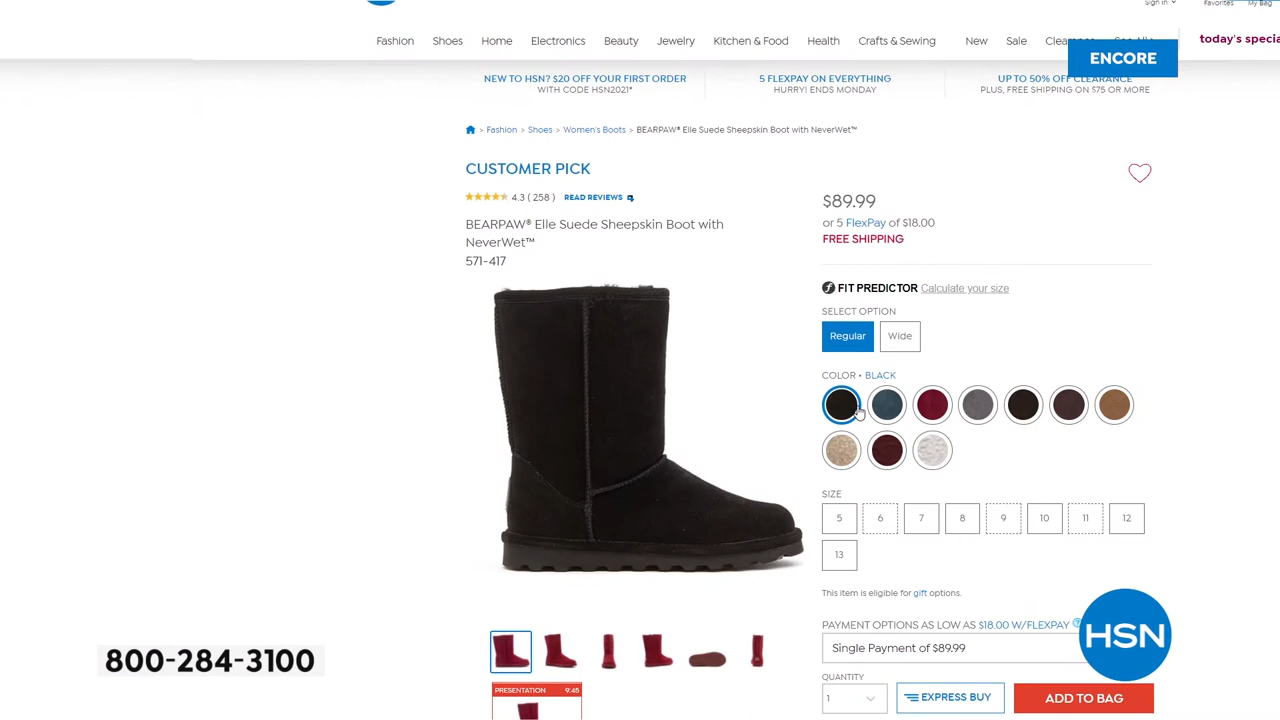 Sign In
Favorites
My Bag
Fashion
Shoes
Home
Electronics
Beauty
Jewelry
Kitchen & Food
Health
Crafts & Sewing
New
Sale
today's specia
ENCORE
NEW TO HSN? $20 OFF YOUR FIRST ORDER
WITH CODE HSN2021*
5 FLEXPAY ON EVERYTHING
HURRY! ENDS MONDAY
UP TO 50% OFF CLEARANCE
PLUS, FREE SHIPPING ON $75 OR MORE
> Fashion > Shoes > Women's Boots > BEARPAW® Elle Suede Sheepskin Boot with NeverWet™
CUSTOMER PICK
4.3 ( 258 ) READ REVIEWS
BEARPAW® Elle Suede Sheepskin Boot with
NeverWet™
571-417
$89.99
or 5 FlexPay of $18.00
FREE SHIPPING
FIT PREDICTOR Calculate your size
SELECT OPTION
Regular
Wide
COLOR • BLACK
SIZE
5
6
7
8
9
10
11
12
13
This item is eligible for gift options.
PAYMENT OPTIONS AS LOW AS $18.00 W/FLEXPAY ?
Single Payment of $89.99
QUANTITY
1
EXPRESS BUY
ADD TO BAG
HSN
800-284-3100
PRESENTATION 9:45